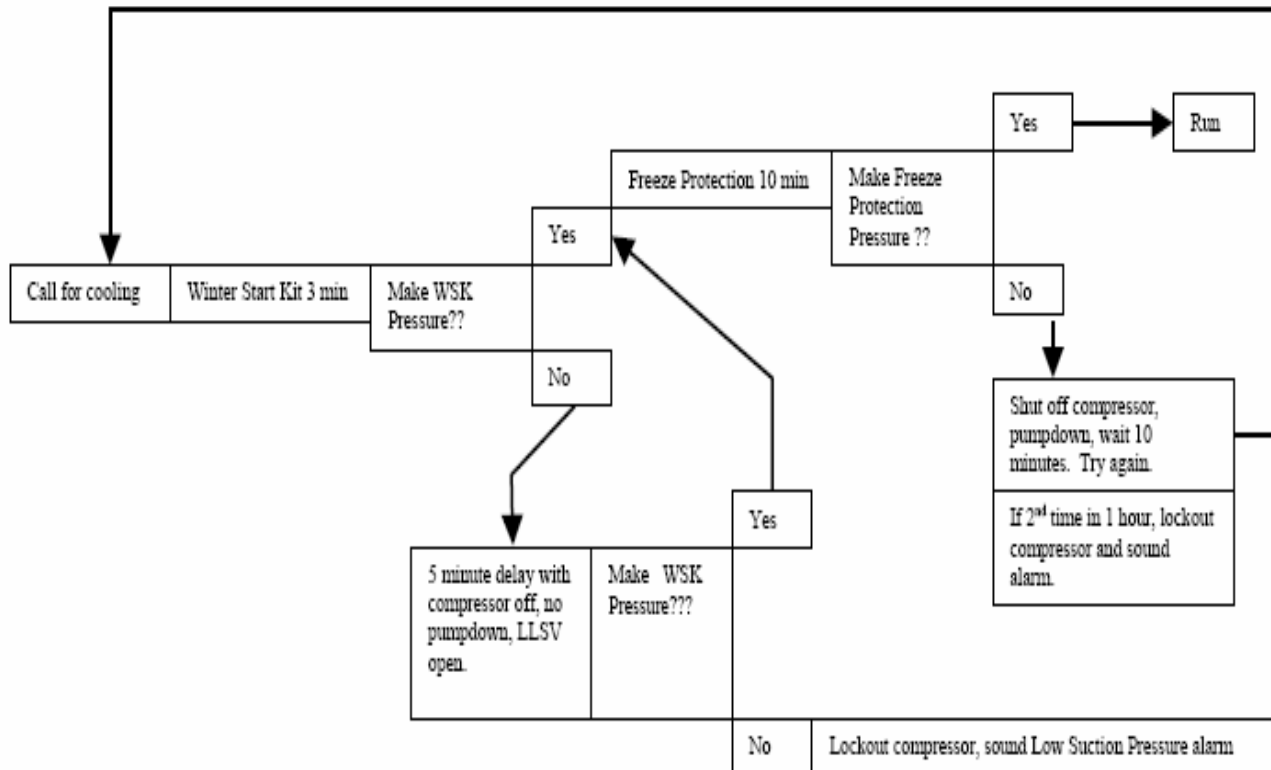 Yes
Run
Freeze Protection 10 min
Make Freeze
Protection
Pressure ??
Yes
Call for cooling
Winter Start Kit 3 min
Make WSK
Pressure??
No
No
Shut off compressor,
pumpdown, wait 10
minutes. Try again.
Yes
If 2nd time in 1 hour, lockout
compressor and sound
alarm.
5 minute delay with
compressor off, no
pumpdown, LLSV
open.
Make WSK
Pressure???
No
Lockout compressor, sound Low Suction Pressure alarm